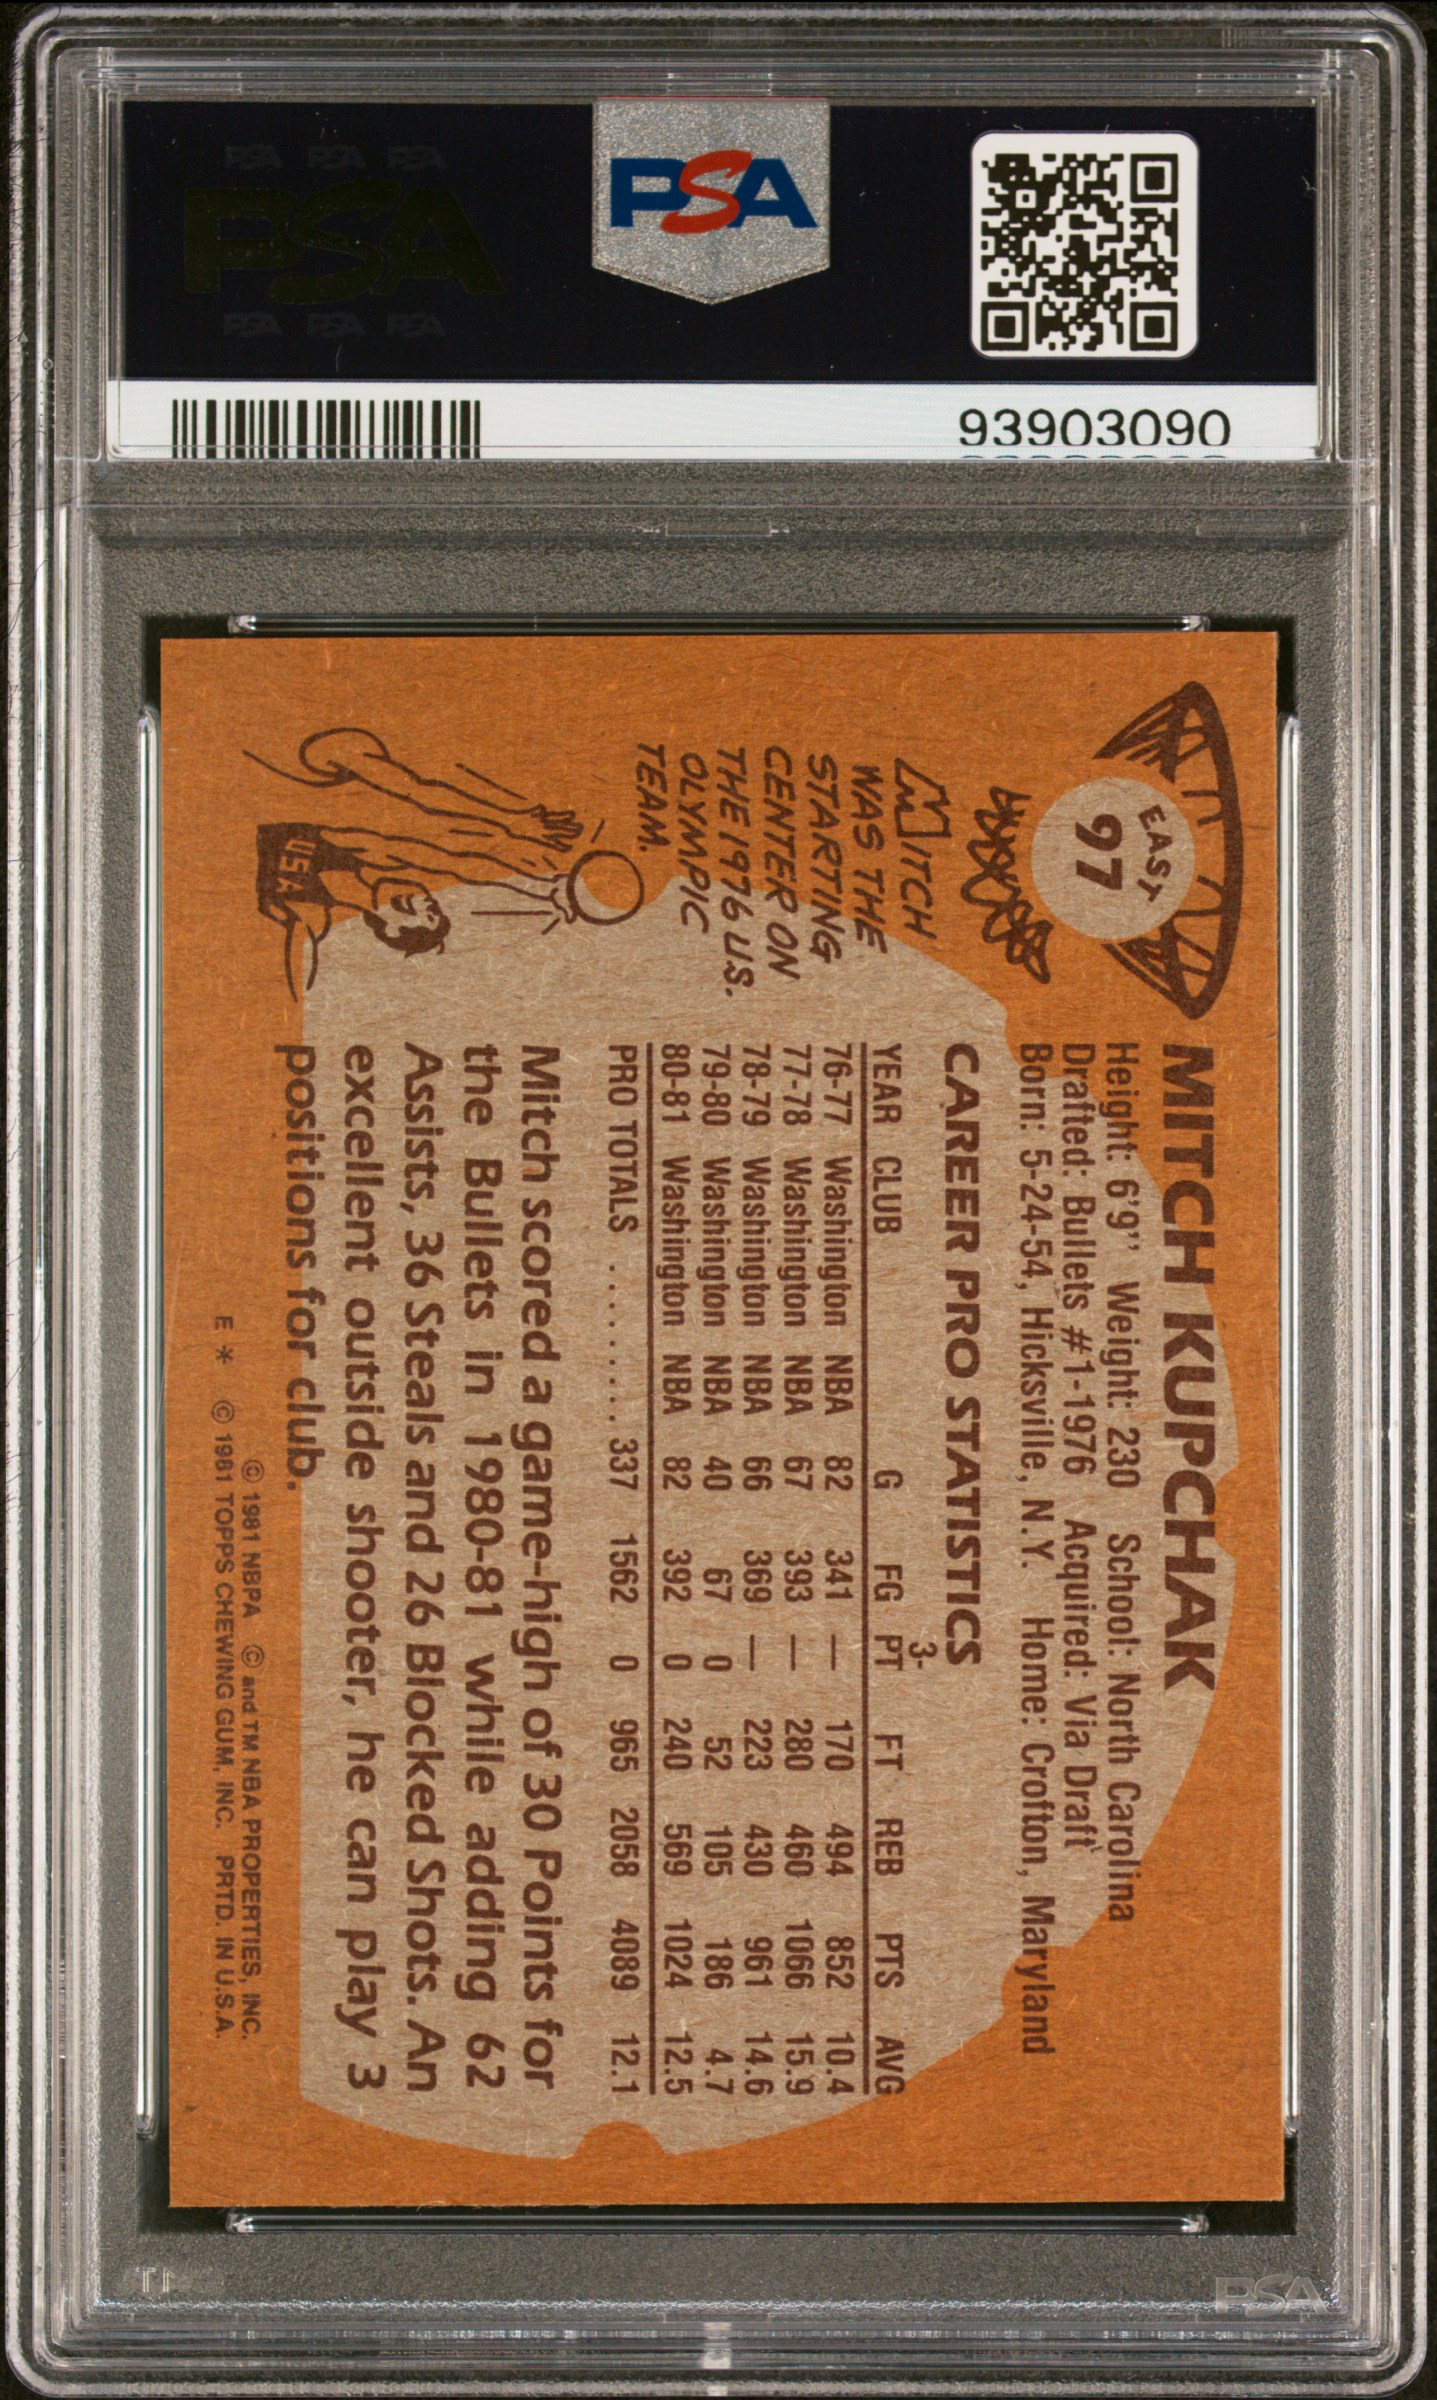 PSA PSA PSA
PSA
PSA PSA PSA
PSA
93903090
EAST
97
MITCH KUPCHAK
Height: 6'9" Weight: 230 School: North Carolina
Drafted: Bullets #1-1976 Acquired: Via Draft
Born: 5-24-54, Hicksville, N.Y. Home: Crofton, Maryland
CAREER PRO STATISTICS
YEAR CLUB G FG 3-PT FT REB PTS AVG
76-77 Washington NBA 82 341 — 170 494 852 10.4
77-78 Washington NBA 67 393 — 280 460 1066 15.9
78-79 Washington NBA 66 369 — 223 430 961 14.6
79-80 Washington NBA 40 67 0 52 105 186 4.7
80-81 Washington NBA 82 392 0 240 569 1024 12.5
PRO TOTALS ........ 337 1562 0 965 2058 4089 12.1
MITCH
WAS THE
STARTING
CENTER ON
THE 1976 U.S.
OLYMPIC
TEAM.
USA
Mitch scored a game-high of 30 Points for
the Bullets in 1980-81 while adding 62
Assists, 36 Steals and 26 Blocked Shots. An
excellent outside shooter, he can play 3
positions for club.
© 1981 NBPA © and TM NBA PROPERTIES, INC.
E * © 1981 TOPPS CHEWING GUM, INC. PRTD. IN U.S.A.
PSA